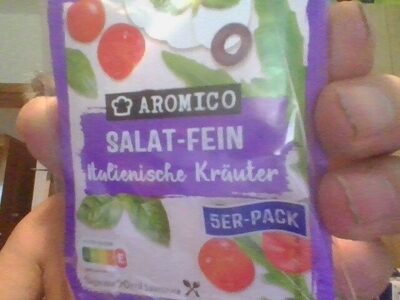 AROMICO
SALAT-FEIN
Italienische Kräuter
5ER-PACK
E